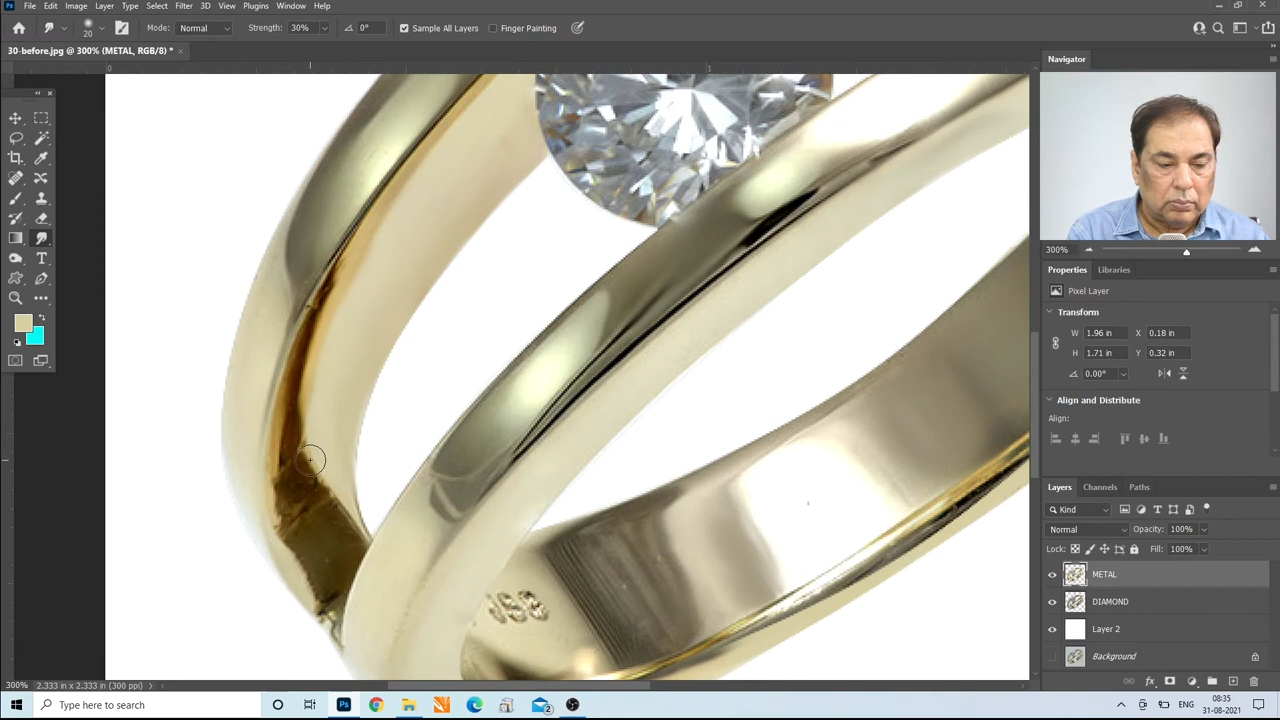 File Edit Image Layer Type Select Filter 3D View Plugins Window Help
20 Mode: Normal Strength: 30% 0° Sample All Layers Finger Painting
30-before.jpg @ 300% (METAL, RGB/8) * ×
0 1
Navigator
300%
Properties Libraries
Pixel Layer
Transform
W 1.96 in X 0.18 in
H 1.71 in Y 0.32 in
0.00°
Align and Distribute
Align:
Layers Channels Paths
Kind
Normal Opacity: 100%
Lock: Fill: 100%
METAL
DIAMOND
Layer 2
Background
300% 2.333 in x 2.333 in (300 ppi)
Type here to search
2
ENG
08:35
31-08-2021